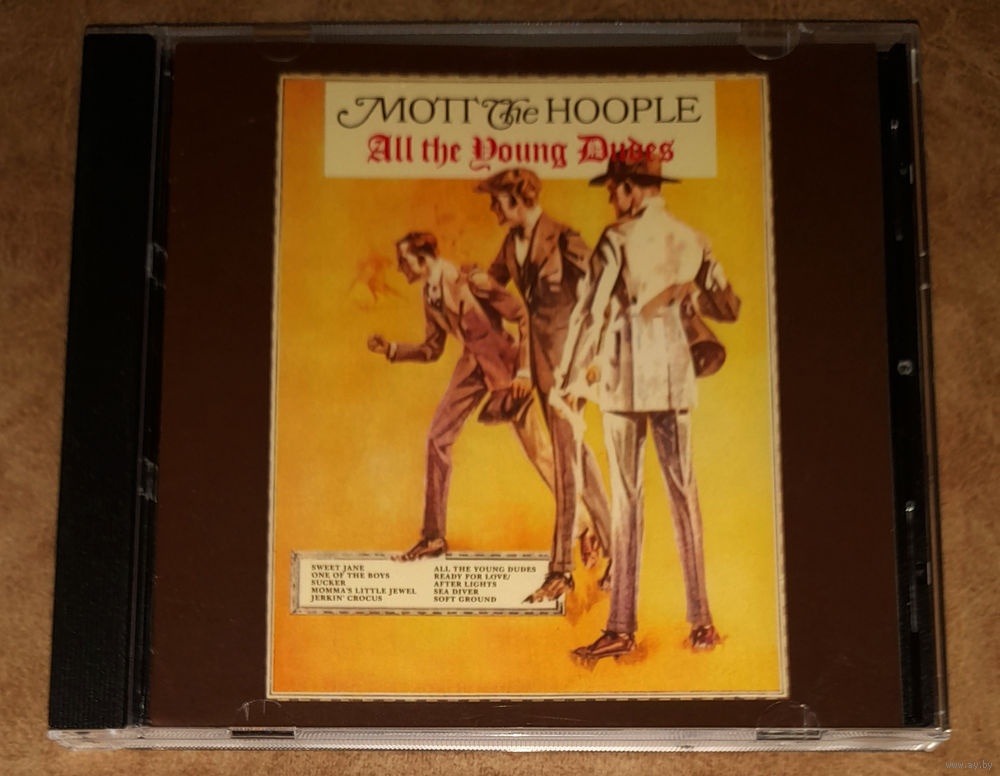 MOTT The HOOPLE
All the Young Dudes
SWEET JANE
ONE OF THE BOYS
SUCKER
MOMMA'S LITTLE JEWEL
JERKIN' CROCUS
ALL THE YOUNG DUDES
READY FOR LOVE/
AFTER LIGHTS
SEA DIVER
SOFT GROUND
www.ay.by